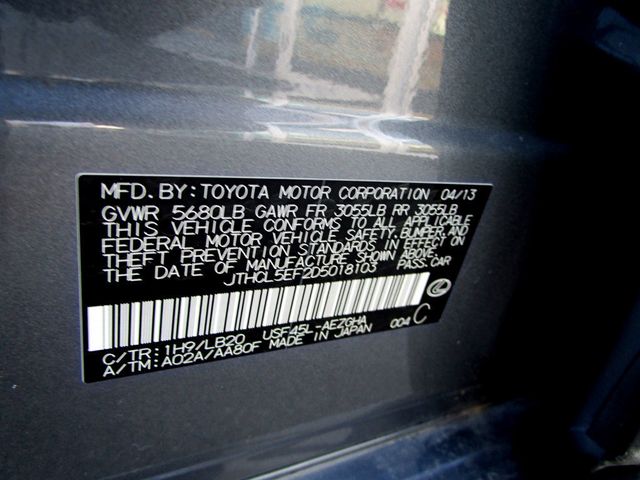 MFD. BY: TOYOTA MOTOR CORPORATION 04/13
GVWR 5680LB GAWR FR 3055LB RR 3055LB
THIS VEHICLE CONFORMS TO ALL APPLICABLE
FEDERAL MOTOR VEHICLE SAFETY, BUMPER, AND
THEFT PREVENTION STANDARDS IN EFFECT ON
THE DATE OF MANUFACTURE SHOWN ABOVE.
JTHCL5EF2D5018103 PASS.CAR
C/TR: 1H9/LB20 USF45L-AEZGHA 004 C
A/TM: A02A/AA80F MADE IN JAPAN